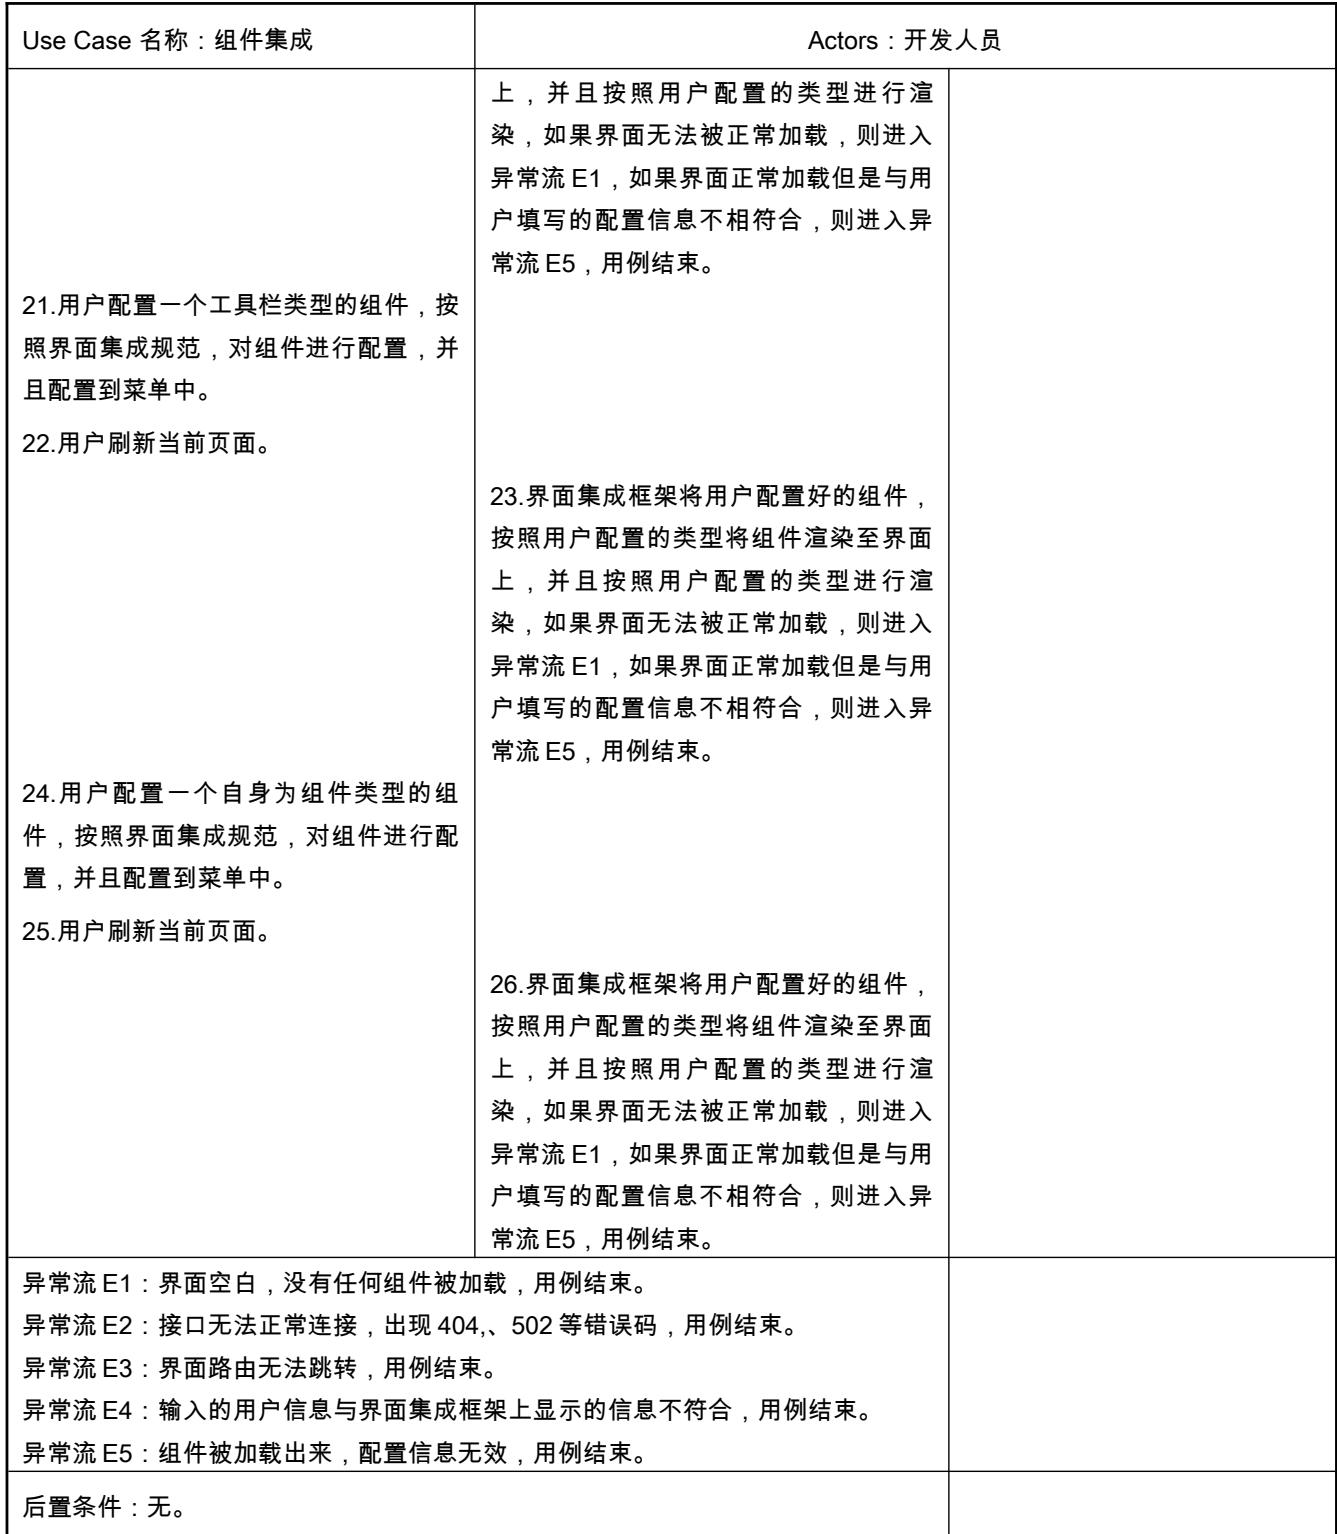 Use Case 名称：组件集成
Actors：开发人员
上，并且按照用户配置的类型进行渲
染，如果界面无法被正常加载，则进入
异常流 E1，如果界面正常加载但是与用
户填写的配置信息不相符合，则进入异
常流 E5，用例结束。
21.用户配置一个工具栏类型的组件，按
照界面集成规范，对组件进行配置，并
且配置到菜单中。
22.用户刷新当前页面。
23.界面集成框架将用户配置好的组件，
按照用户配置的类型将组件渲染至界面
上，并且按照用户配置的类型进行渲
染，如果界面无法被正常加载，则进入
异常流 E1，如果界面正常加载但是与用
户填写的配置信息不相符合，则进入异
常流 E5，用例结束。
24.用户配置一个自身为组件类型的组
件，按照界面集成规范，对组件进行配
置，并且配置到菜单中。
25.用户刷新当前页面。
26.界面集成框架将用户配置好的组件，
按照用户配置的类型将组件渲染至界面
上，并且按照用户配置的类型进行渲
染，如果界面无法被正常加载，则进入
异常流 E1，如果界面正常加载但是与用
户填写的配置信息不相符合，则进入异
常流 E5，用例结束。
异常流 E1：界面空白，没有任何组件被加载，用例结束。
异常流 E2：接口无法正常连接，出现 404,、502 等错误码，用例结束。
异常流 E3：界面路由无法跳转，用例结束。
异常流 E4：输入的用户信息与界面集成框架上显示的信息不符合，用例结束。
异常流 E5：组件被加载出来，配置信息无效，用例结束。
后置条件：无。